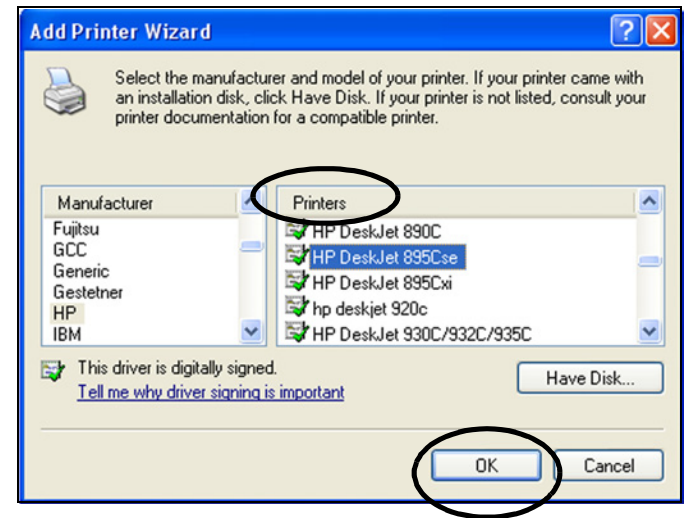 Add Printer Wizard
Select the manufacturer and model of your printer. If your printer came with
an installation disk, click Have Disk. If your printer is not listed, consult your
printer documentation for a compatible printer.
Manufacturer
Fujitsu
GCC
Generic
Gestetner
HP
IBM
Printers
HP DeskJet 890C
HP DeskJet 895Cse
HP DeskJet 895Cxi
hp deskjet 920c
HP DeskJet 930C/932C/935C
This driver is digitally signed.
Tell me why driver signing is important
Have Disk...
OK
Cancel